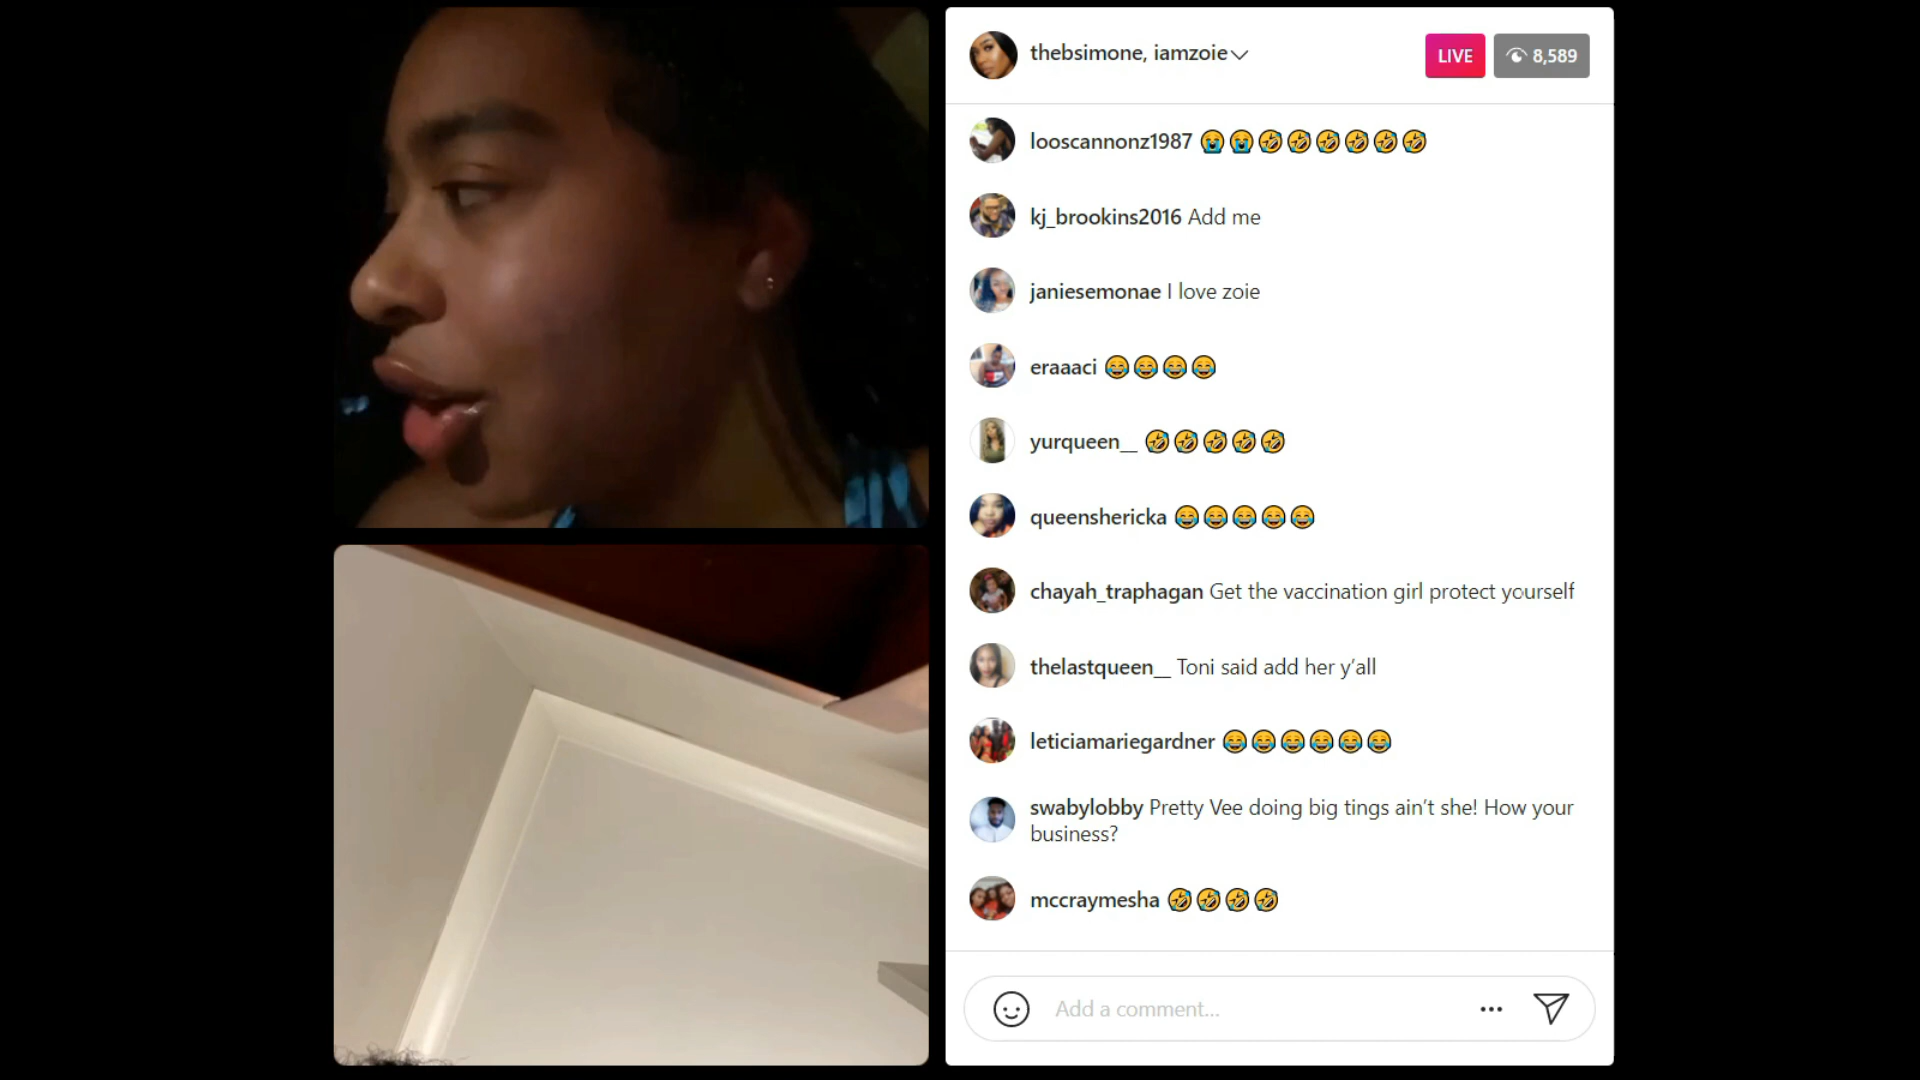 thebsimone, iamzoie
LIVE
8,589
looscannonz1987 😭😭🤣🤣🤣🤣🤣🤣
kj_brookins2016 Add me
janiesemonae I love zoie
eraaaci 😂😂😂😂
yurqueen__ 🤣🤣🤣🤣🤣
queenshericka 😂😂😂😂😂
chayah_traphagan Get the vaccination girl protect yourself
thelastqueen__ Toni said add her y’all
leticiamariegardner 😂😂😂😂😂😂
swabylobby Pretty Vee doing big tings ain’t she! How your
business?
mccraymesha 🤣🤣🤣🤣
Add a comment...